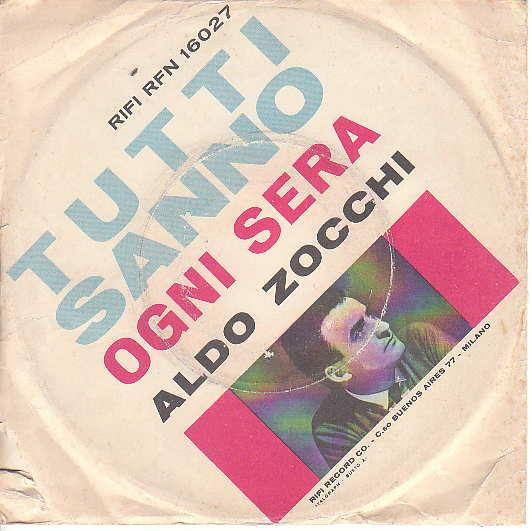 RIFI RFN 16027
TUTTI
SANNO
OGNI SERA
ALDO ZOCCHI
RIFI RECORD CO. - C.so BUENOS AIRES 77 - MILANO